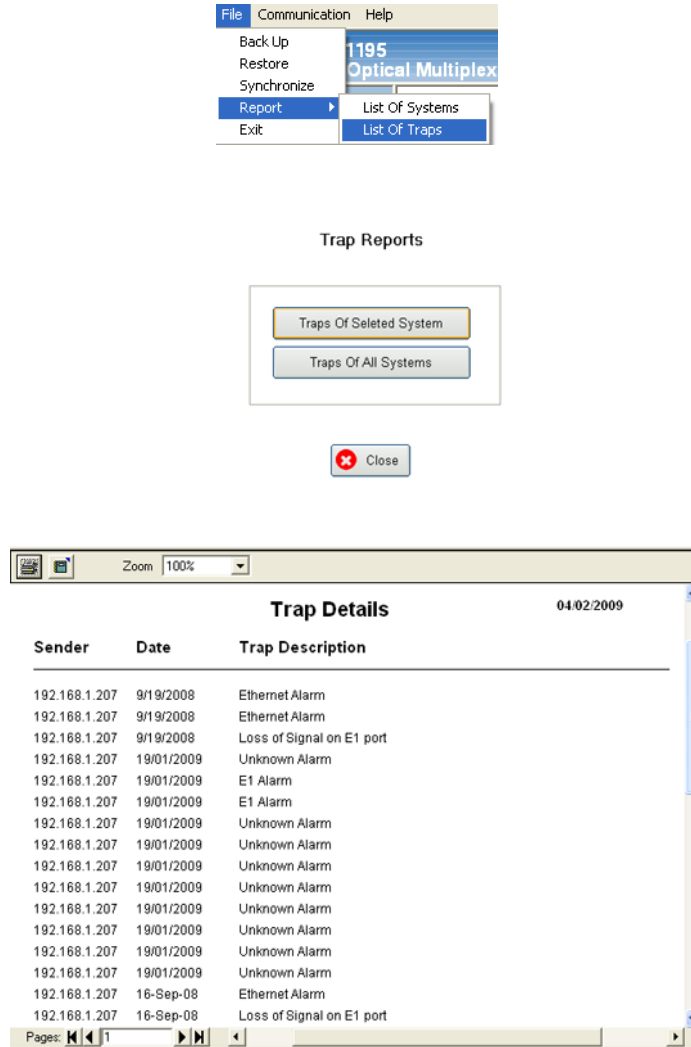 File Communication Help
Back Up
Restore
Synchronize
Report
Exit
1195
Optical Multiplex
List Of Systems
List Of Traps
Trap Reports
Traps Of Seleted System
Traps Of All Systems
Close
Zoom 100%
Trap Details 04/02/2009
Sender Date Trap Description
192.168.1.207 9/19/2008 Ethernet Alarm
192.168.1.207 9/19/2008 Ethernet Alarm
192.168.1.207 9/19/2008 Loss of Signal on E1 port
192.168.1.207 19/01/2009 Unknown Alarm
192.168.1.207 19/01/2009 E1 Alarm
192.168.1.207 19/01/2009 E1 Alarm
192.168.1.207 19/01/2009 Unknown Alarm
192.168.1.207 19/01/2009 Unknown Alarm
192.168.1.207 19/01/2009 Unknown Alarm
192.168.1.207 19/01/2009 Unknown Alarm
192.168.1.207 19/01/2009 Unknown Alarm
192.168.1.207 19/01/2009 Unknown Alarm
192.168.1.207 19/01/2009 Unknown Alarm
192.168.1.207 19/01/2009 Unknown Alarm
192.168.1.207 16-Sep-08 Ethernet Alarm
192.168.1.207 16-Sep-08 Loss of Signal on E1 port
Pages: 1